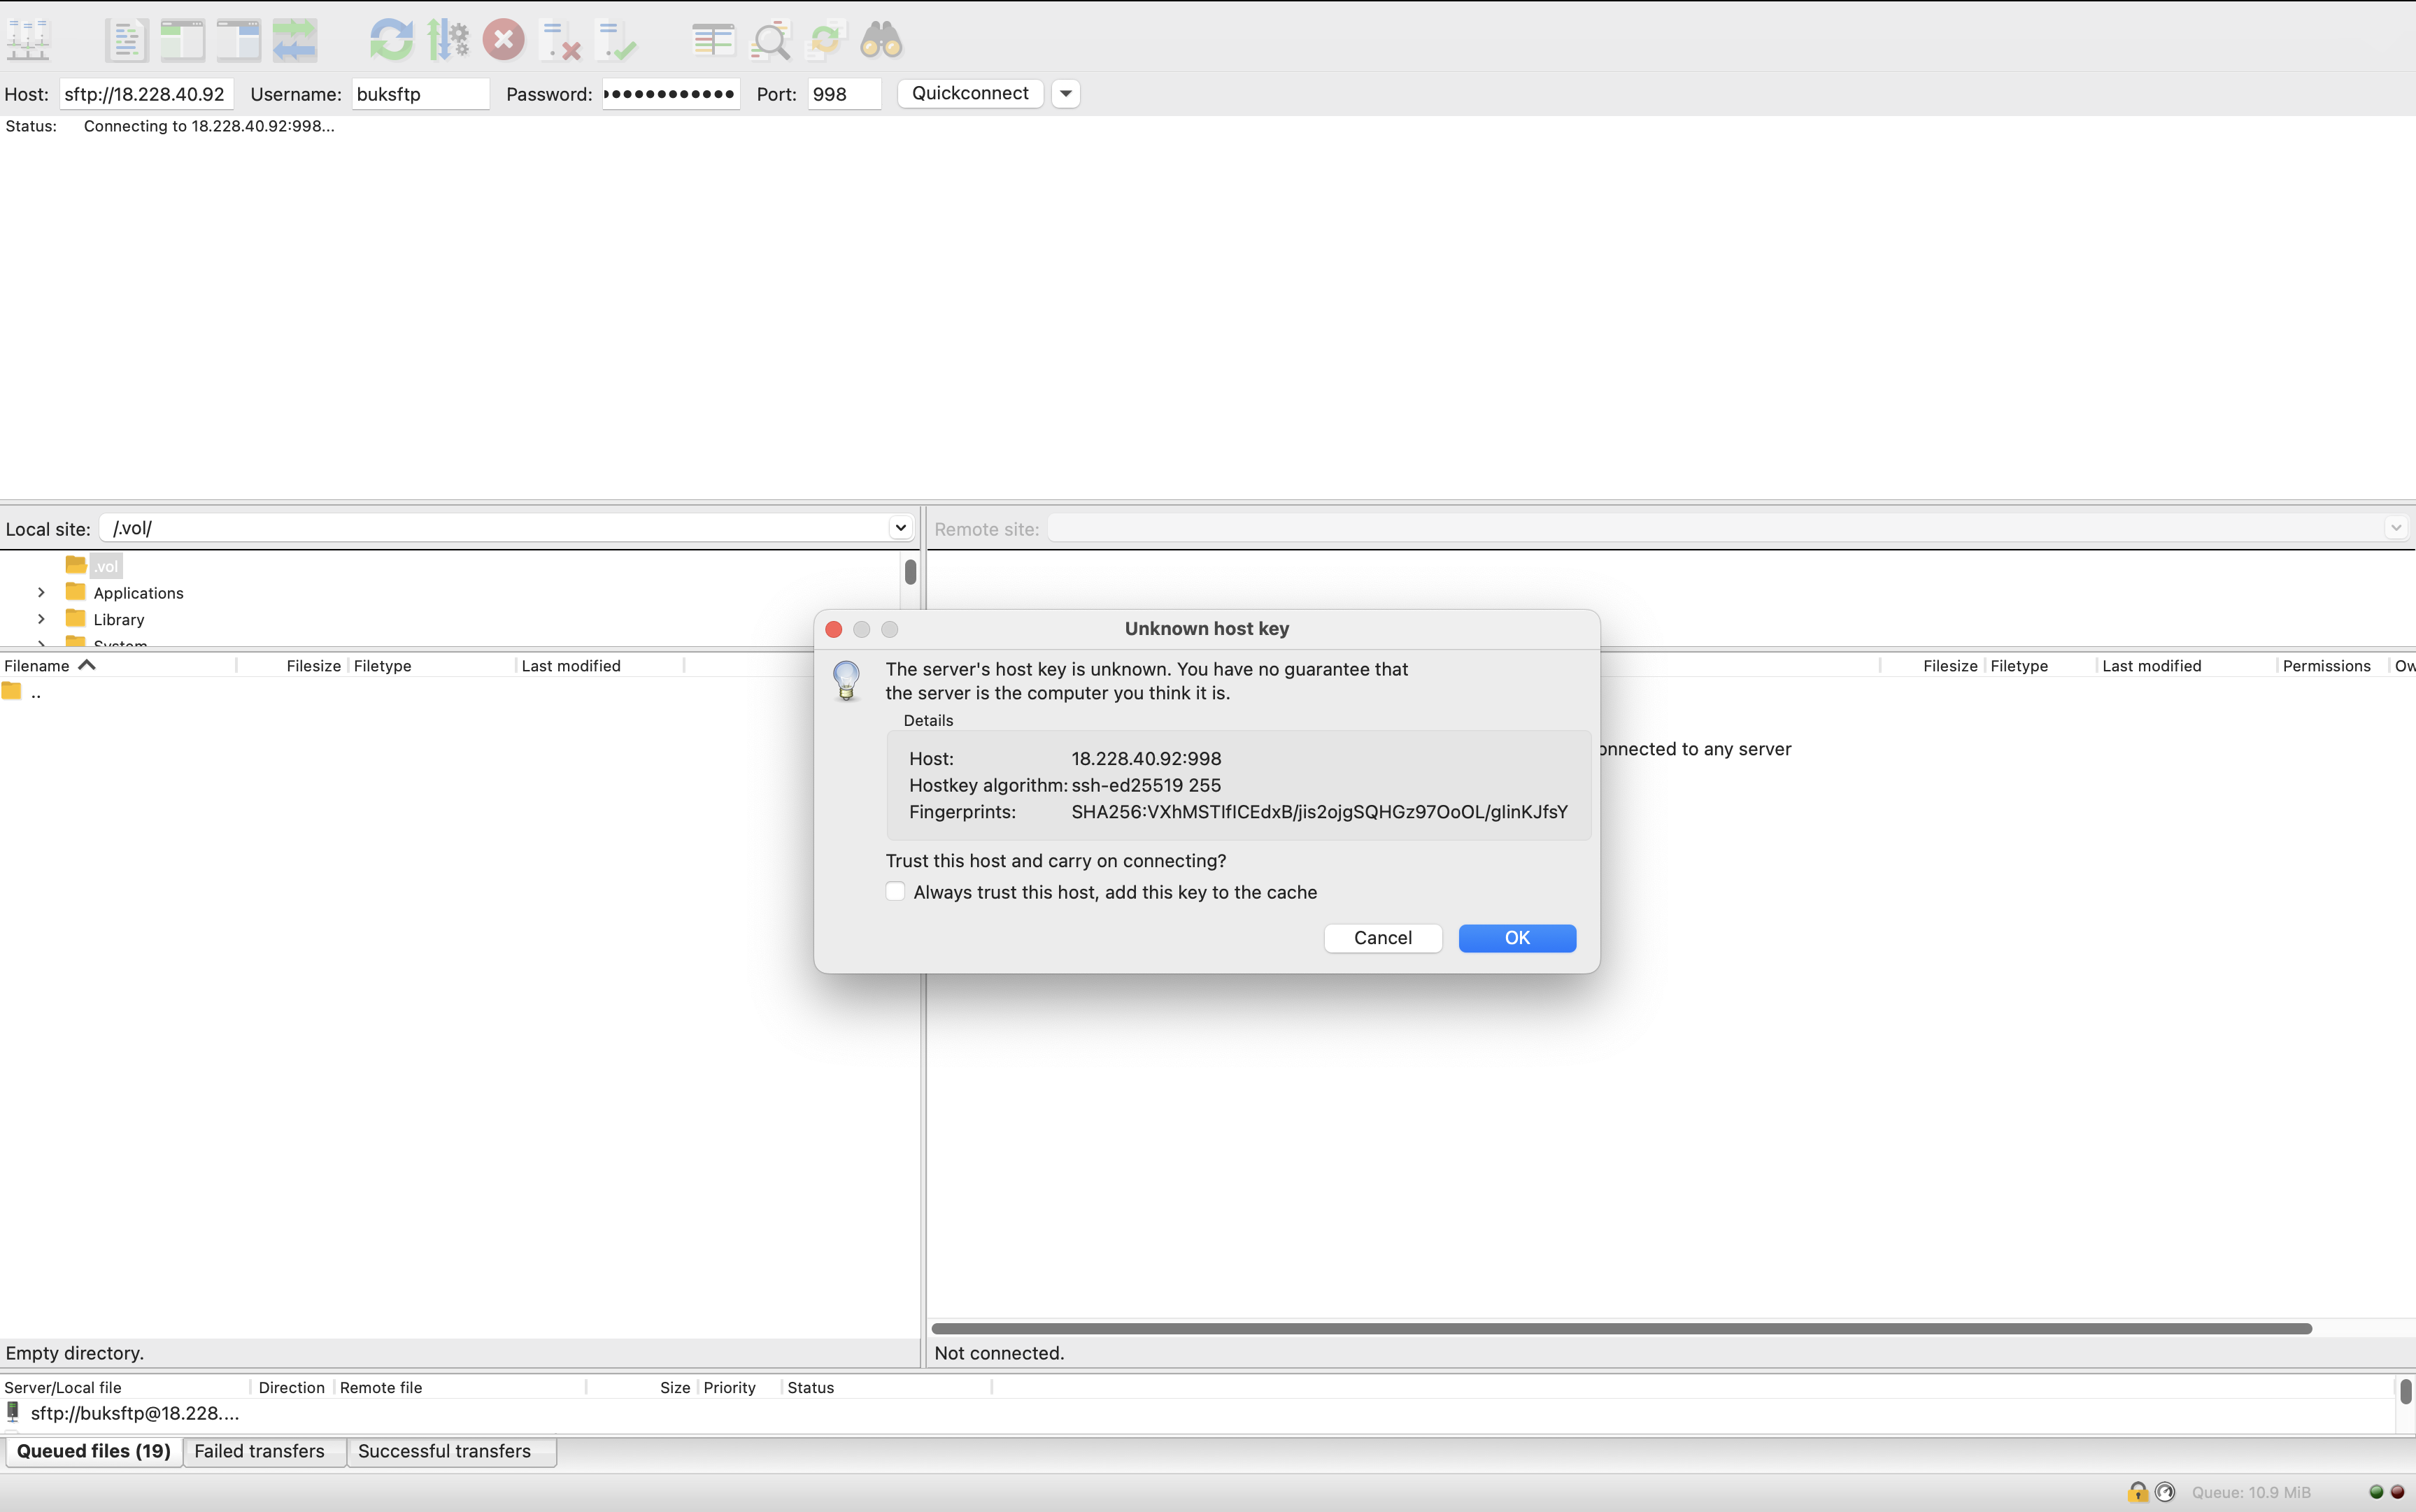 Host: sftp://18.228.40.92 Username: buksftp Password: ●●●●●●●●●●●● Port: 998 Quickconnect
Status: Connecting to 18.228.40.92:998...
Local site: /.vol/ Remote site:
.vol
Applications
Library
System
Filename Filesize Filetype Last modified Filesize Filetype Last modified Permissions Ow
..
onnected to any server
Unknown host key
The server's host key is unknown. You have no guarantee that
the server is the computer you think it is.
Details
Host: 18.228.40.92:998
Hostkey algorithm: ssh-ed25519 255
Fingerprints:
Trust this host and carry on connecting?
Always trust this host, add this key to the cache
Cancel OK
Empty directory. Not connected.
Server/Local file Direction Remote file Size Priority Status
sftp://buksftp@18.228....
Queued files (19) Failed transfers Successful transfers
Queue: 10.9 MiB